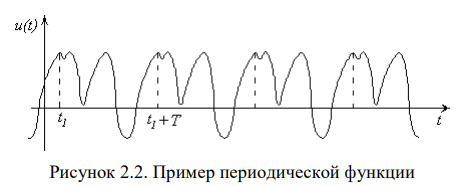 u(t)
t1
t1+T
t
Рисунок 2.2. Пример периодической функции